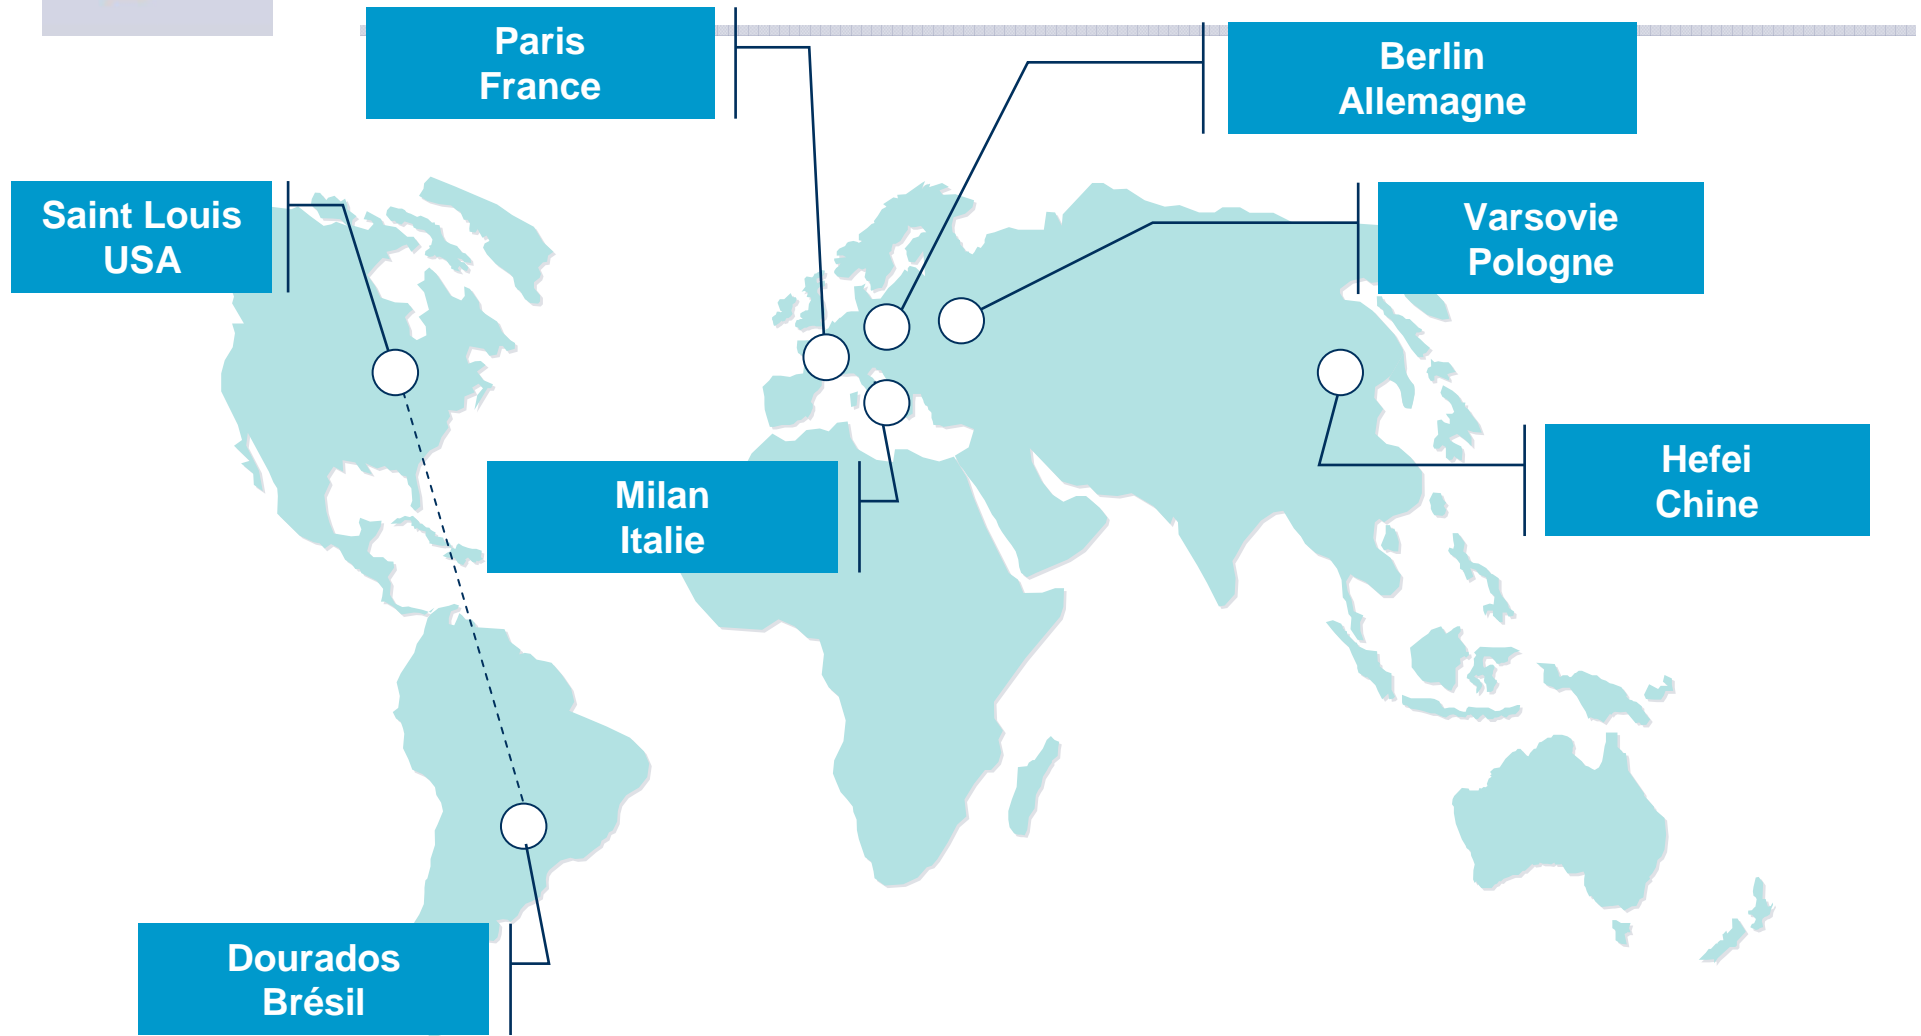 Paris
France
Berlin
Allemagne
Saint Louis
USA
Varsovie
Pologne
Milan
Italie
Hefei
Chine
Dourados
Brésil